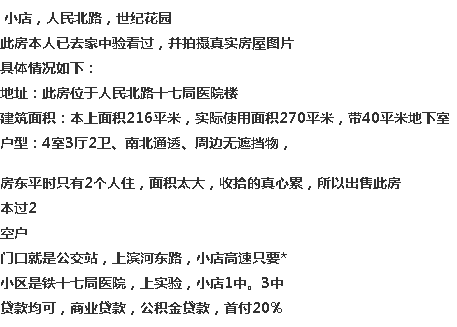 小店，人民北路，世纪花园
此房本人已去家中验看过，并拍摄真实房屋图片
具体情况如下：
地址：此房位于人民北路十七局医院楼
建筑面积：本上面积216平米，实际使用面积270平米，带40平米地下室
户型：4室3厅2卫、南北通透、周边无遮挡物，
房东平时只有2个人住，面积太大，收拾的真心累，所以出售此房
本过2
空户
门口就是公交站，上滨河东路，小店高速只要*
小区是铁十七局医院，上实验，小店1中。3中
贷款均可，商业贷款，公积金贷款，首付20%